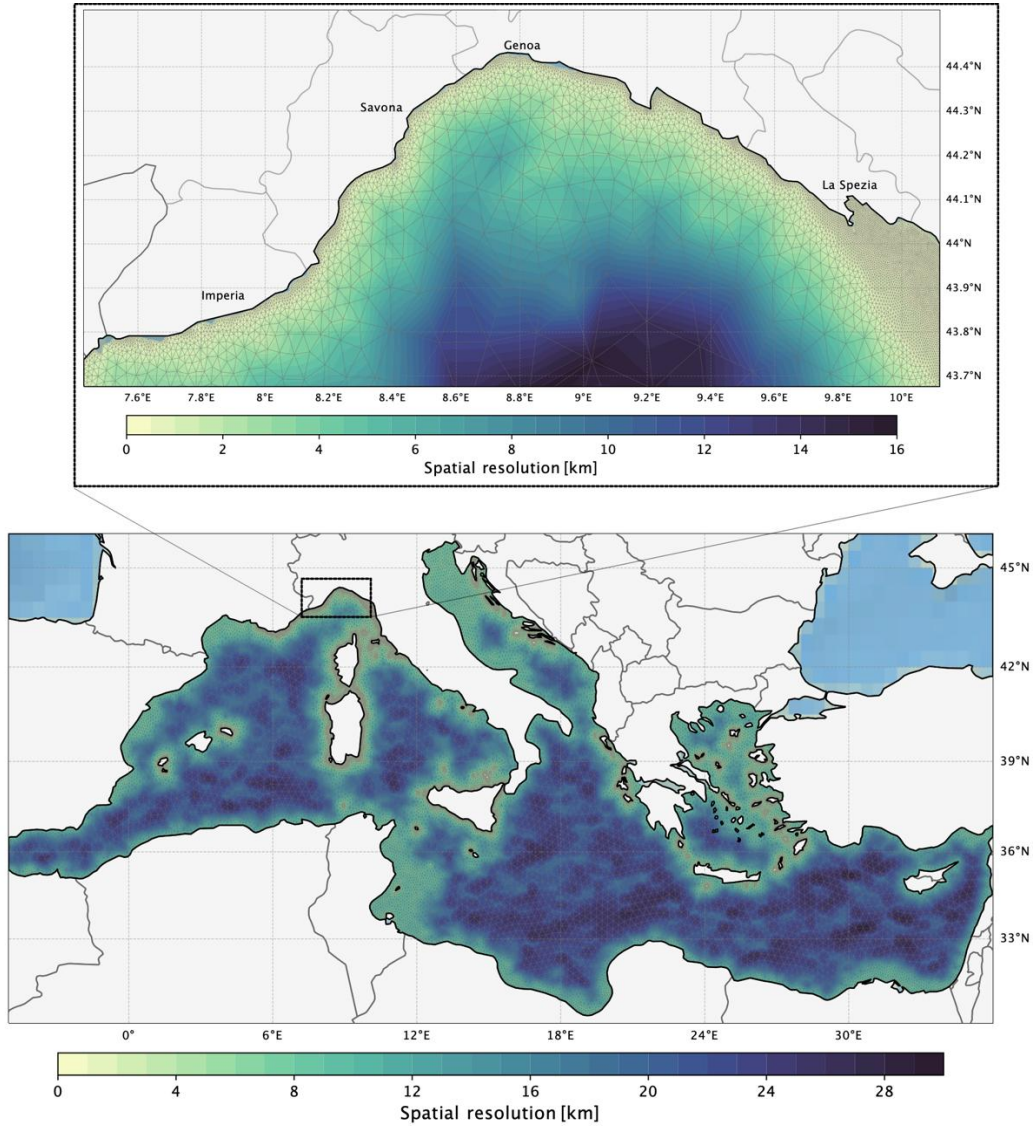 Genoa
44.4°N
44.3°N
Savona
44.2°N
La Spezia
44.1°N
44°N
Imperia
43.9°N
43.8°N
43.7°N
7.6°E 7.8°E 8°E 8.2°E 8.4°E 8.6°E 8.8°E 9°E 9.2°E 9.4°E 9.6°E 9.8°E 10°E
0 2 4 6 8 10 12 14 16
Spatial resolution [km]
45°N
42°N
39°N
36°N
33°N
0° 6°E 12°E 18°E 24°E 30°E
0 4 8 12 16 20 24 28
Spatial resolution [km]